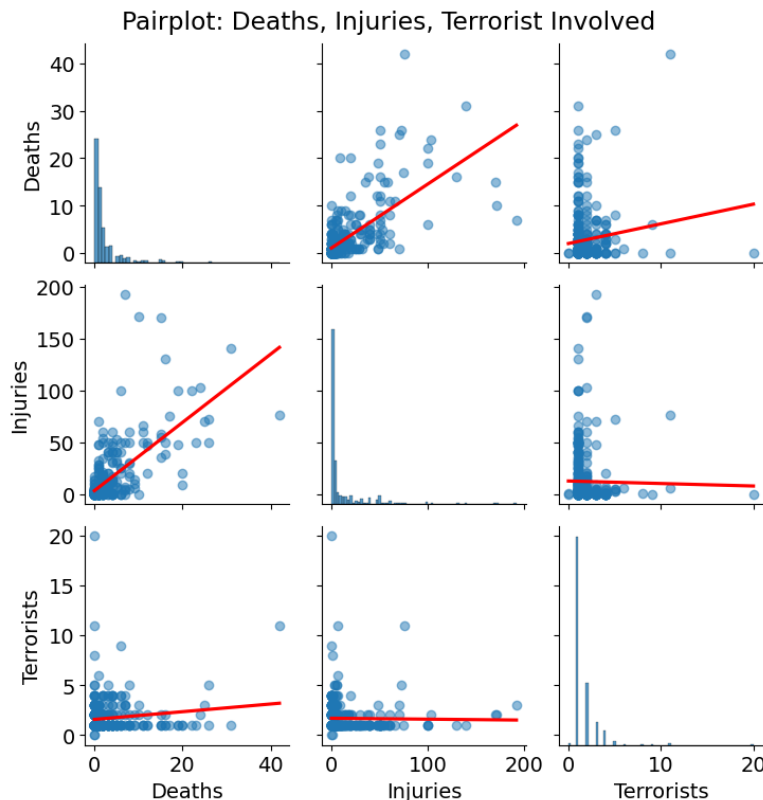 Pairplot: Deaths, Injuries, Terrorist Involved
40
30
20
10
0
Deaths
200
150
100
50
0
Injuries
20
15
10
5
0
Terrorists
0 20 40
Deaths
0 100 200
Injuries
0 10 20
Terrorists